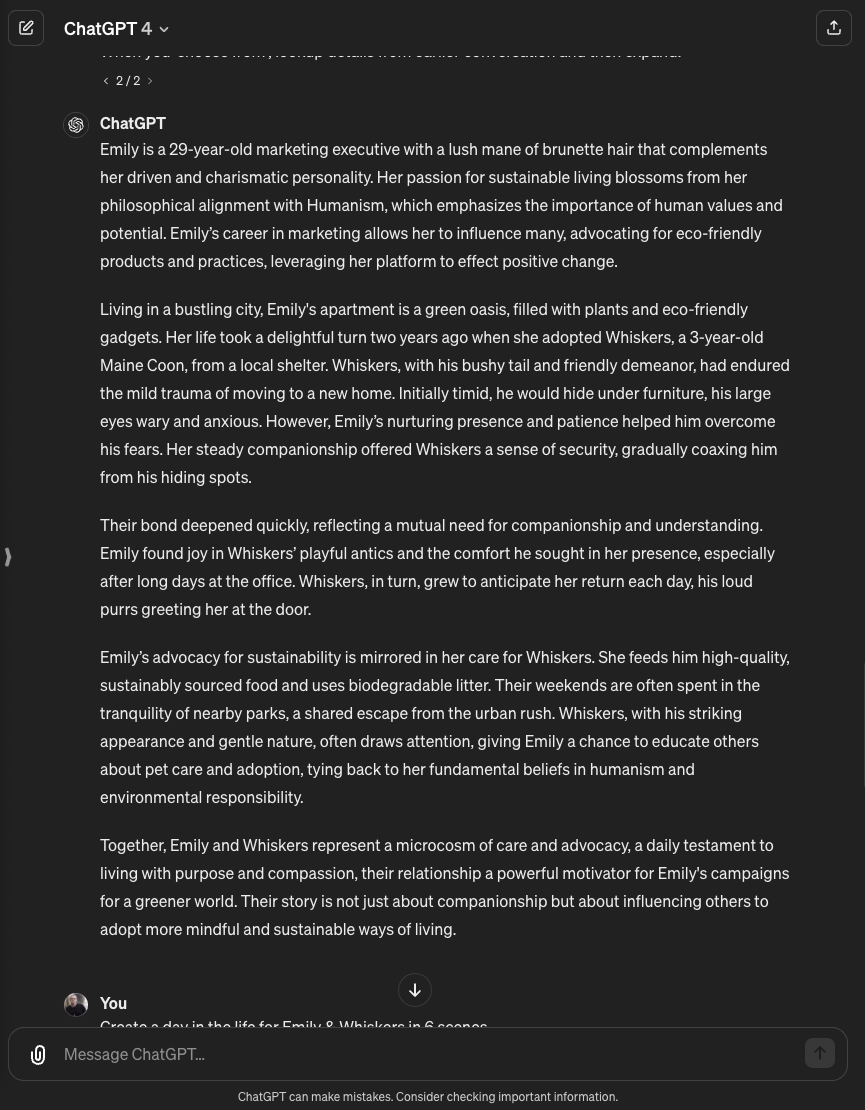 ChatGPT 4
When you choose from, lookup details from earlier conversation and then expand.
2 / 2
ChatGPT
Emily is a 29-year-old marketing executive with a lush mane of brunette hair that complements
her driven and charismatic personality. Her passion for sustainable living blossoms from her
philosophical alignment with Humanism, which emphasizes the importance of human values and
potential. Emily’s career in marketing allows her to influence many, advocating for eco-friendly
products and practices, leveraging her platform to effect positive change.
Living in a bustling city, Emily's apartment is a green oasis, filled with plants and eco-friendly
gadgets. Her life took a delightful turn two years ago when she adopted Whiskers, a 3-year-old
Maine Coon, from a local shelter. Whiskers, with his bushy tail and friendly demeanor, had endured
the mild trauma of moving to a new home. Initially timid, he would hide under furniture, his large
eyes wary and anxious. However, Emily’s nurturing presence and patience helped him overcome
his fears. Her steady companionship offered Whiskers a sense of security, gradually coaxing him
from his hiding spots.
Their bond deepened quickly, reflecting a mutual need for companionship and understanding.
Emily found joy in Whiskers’ playful antics and the comfort he sought in her presence, especially
after long days at the office. Whiskers, in turn, grew to anticipate her return each day, his loud
purrs greeting her at the door.
Emily’s advocacy for sustainability is mirrored in her care for Whiskers. She feeds him high-quality,
sustainably sourced food and uses biodegradable litter. Their weekends are often spent in the
tranquility of nearby parks, a shared escape from the urban rush. Whiskers, with his striking
appearance and gentle nature, often draws attention, giving Emily a chance to educate others
about pet care and adoption, tying back to her fundamental beliefs in humanism and
environmental responsibility.
Together, Emily and Whiskers represent a microcosm of care and advocacy, a daily testament to
living with purpose and compassion, their relationship a powerful motivator for Emily's campaigns
for a greener world. Their story is not just about companionship but about influencing others to
adopt more mindful and sustainable ways of living.
You
Create a day in the life for Emily & Whiskers in 6 scenes
Message ChatGPT...
ChatGPT can make mistakes. Consider checking important information.